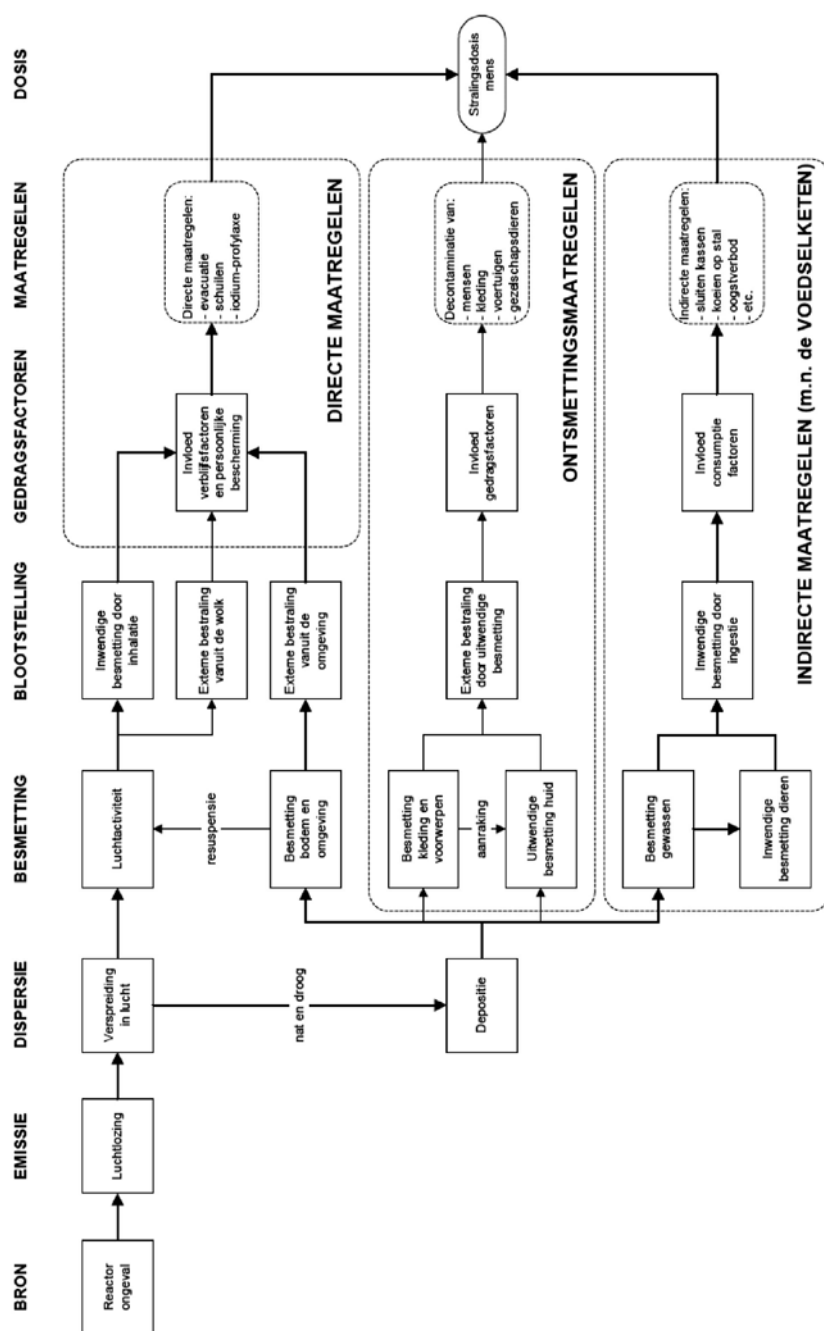 BRON
EMISSIE
DISPERSIE
BESMETTING
BLOOTSTELLING
GEDRAGSFACTOREN
MAATREGELEN
DOSIS
Reactor
ongeval
Luchtlozing
Verspreiding
in lucht
nat en droog
Depositie
Luchtactiviteit
resuspensie
Besmetting
bodem en
omgeving
Inwendige
besmetting door
inhalatie
Externe bestraling
vanuit de wolk
Externe bestraling
vanuit de
omgeving
Invloed
verblijfsfactoren
en persoonlijke
bescherming
Directe maatregelen:
- evacuatie
- schuilen
- iodium-profylaxe
DIRECTE MAATREGELEN
Besmetting
kleding en
voorwerpen
aanraking
Uitwendige
besmetting huid
Externe bestraling
door uitwendige
besmetting
Invloed
gedragsfactoren
Decontaminatie van:
- mensen
- kleding
- voertuigen
- gezelschapsdieren
ONTSMETTINGSMAATREGELEN
Stralingsdosis
mens
Besmetting
gewassen
Inwendige
besmetting dieren
Inwendige
besmetting door
ingestie
Invloed
consumptie
factoren
Indirecte maatregelen:
- sluiten kassen
- koeien op stal
- oogstverbod
- etc.
INDIRECTE MAATREGELEN (m.n. de VOEDSELKETEN)